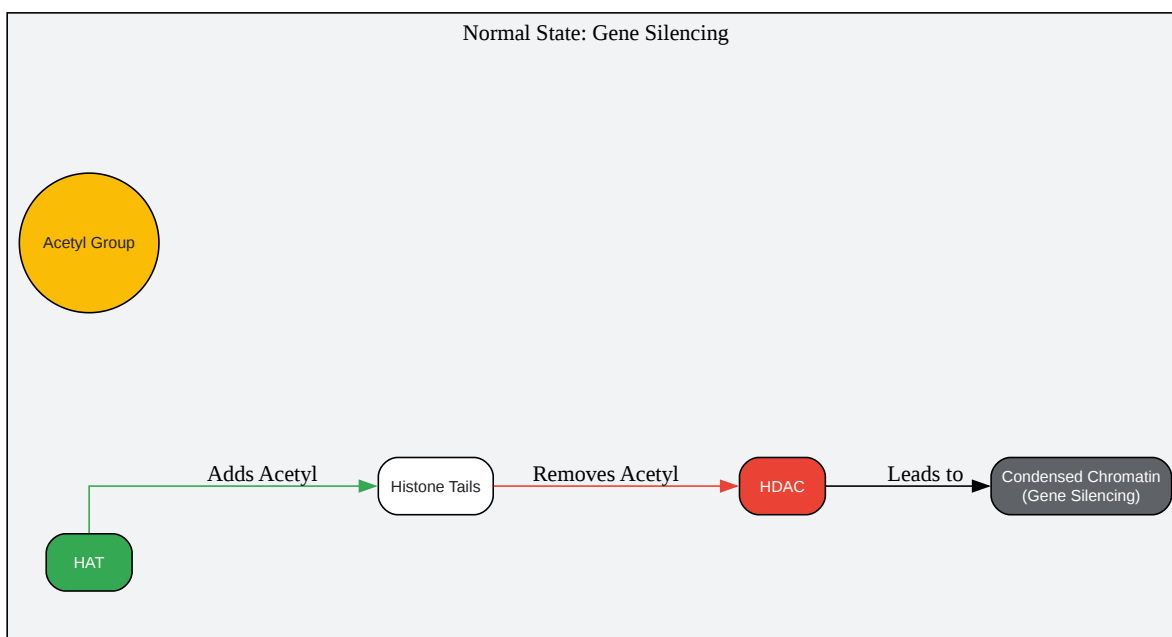 Normal State: Gene Silencing
Acetyl Group
Adds Acetyl
Histone Tails
Removes Acetyl
HDAC
Leads to
Condensed Chromatin
(Gene Silencing)
HAT